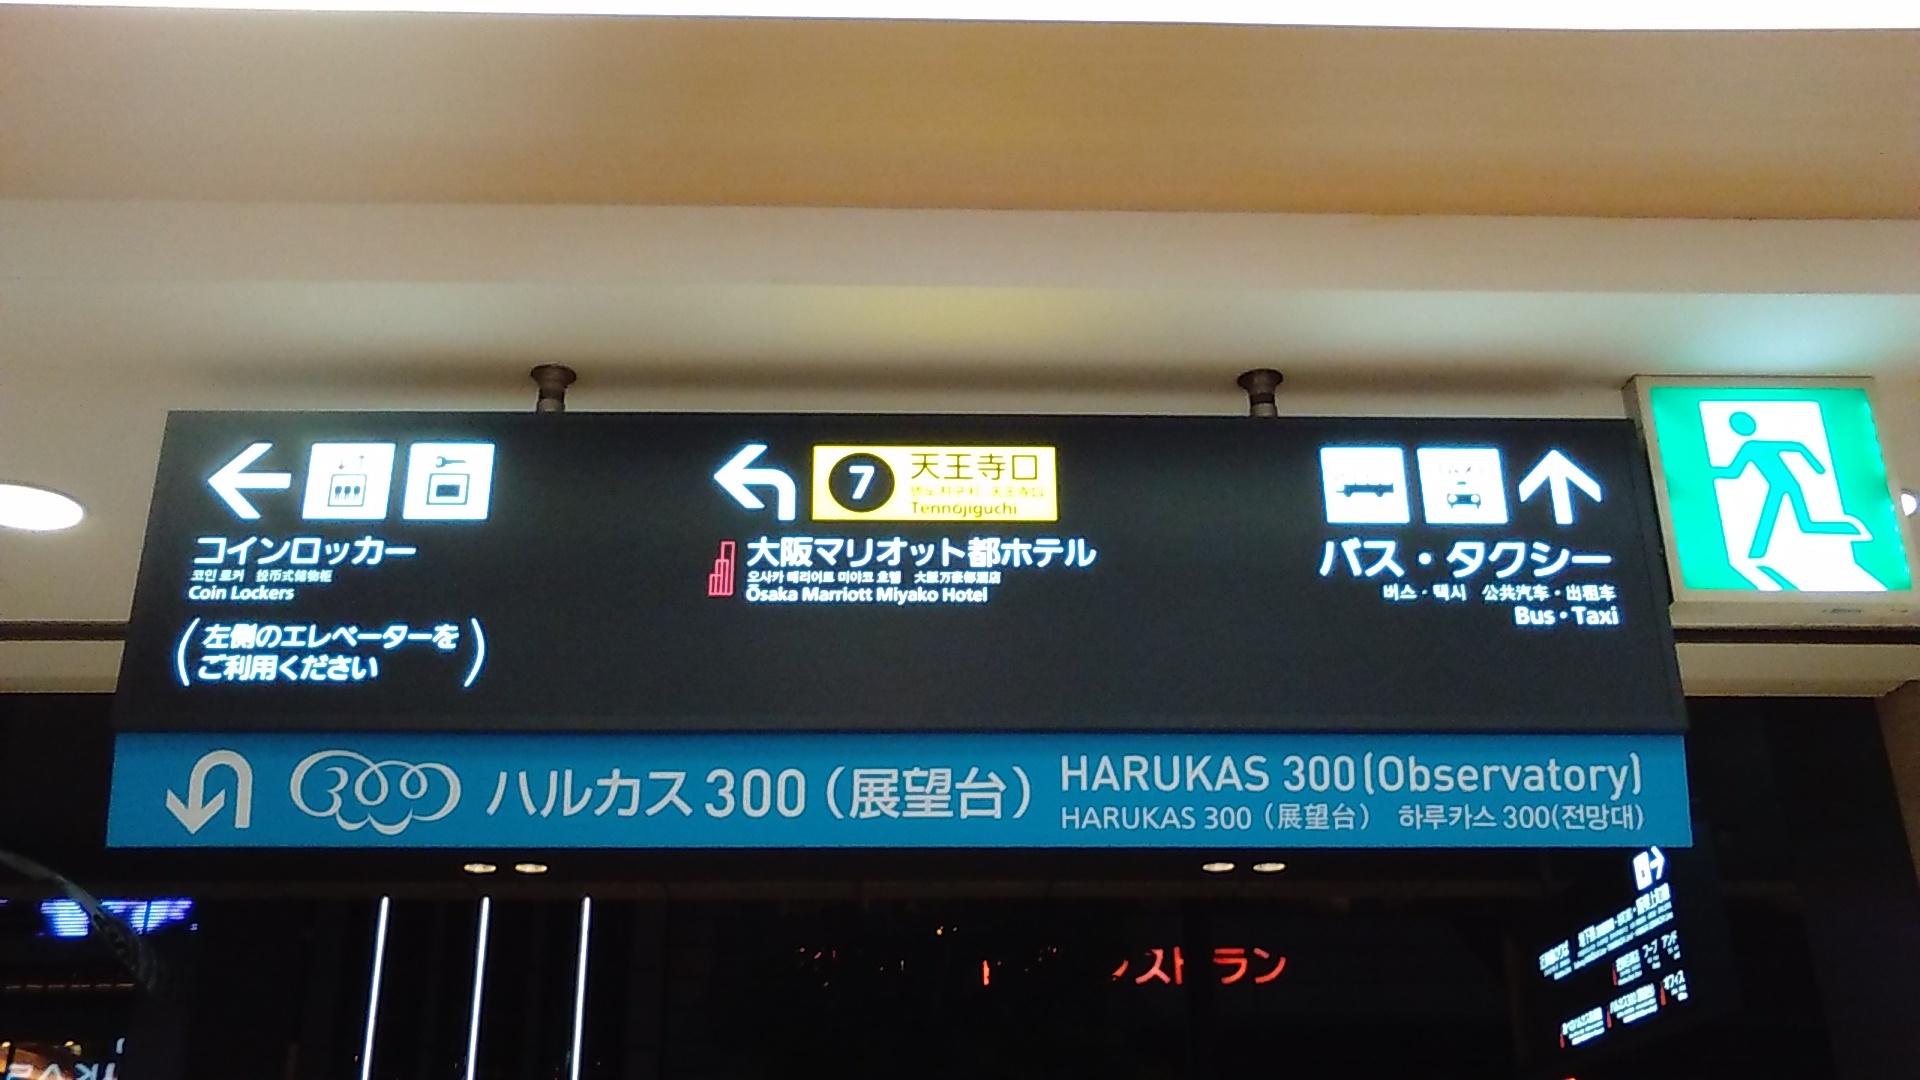 コインロッカー
코인 로커 投币式储物柜
Coin Lockers
(左側のエレベーターを
ご利用ください)
7 天王寺口
Tennōjiguchi
大阪マリオット都ホテル
오사카 메리어트 미야코 호텔 大阪万豪都酒店
Ōsaka Marriott Miyako Hotel
バス・タクシー
버스・택시 公共汽车・出租车
Bus・Taxi
300 ハルカス300(展望台)
HARUKAS 300(Observatory)
HARUKAS 300(展望台) 하루카스 300(전망대)